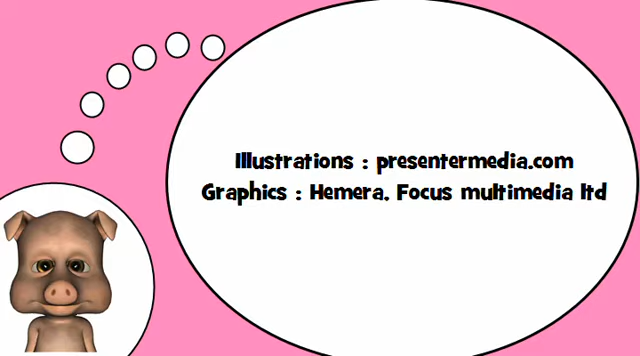 Illustrations : presentermedia.com
Graphics : Hemera. Focus multimedia ltd